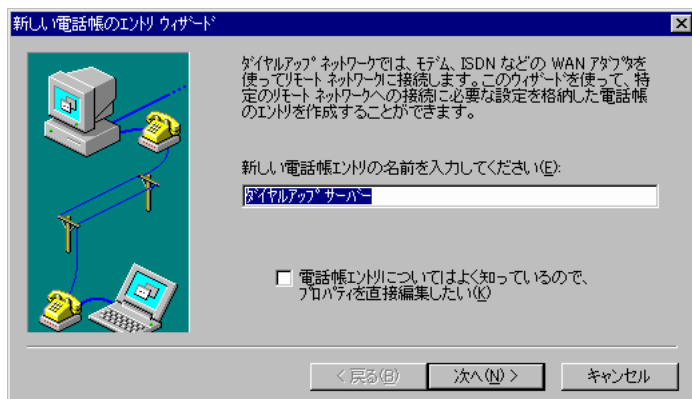 新しい電話帳のエントリ ウィザード
ダイヤルアップ ネットワークでは、モデム、ISDN などの WAN アダプタを
使ってリモート ネットワークに接続します。このウィザードを使って、特
定のリモート ネットワークへの接続に必要な設定を格納した電話帳
のエントリを作成することができます。
新しい電話帳エントリの名前を入力してください(E):
ダイヤルアップ サーバー
電話帳エントリについてはよく知っているので、
プロパティを直接編集したい(K)
< 戻る(B)
次へ(N) >
キャンセル